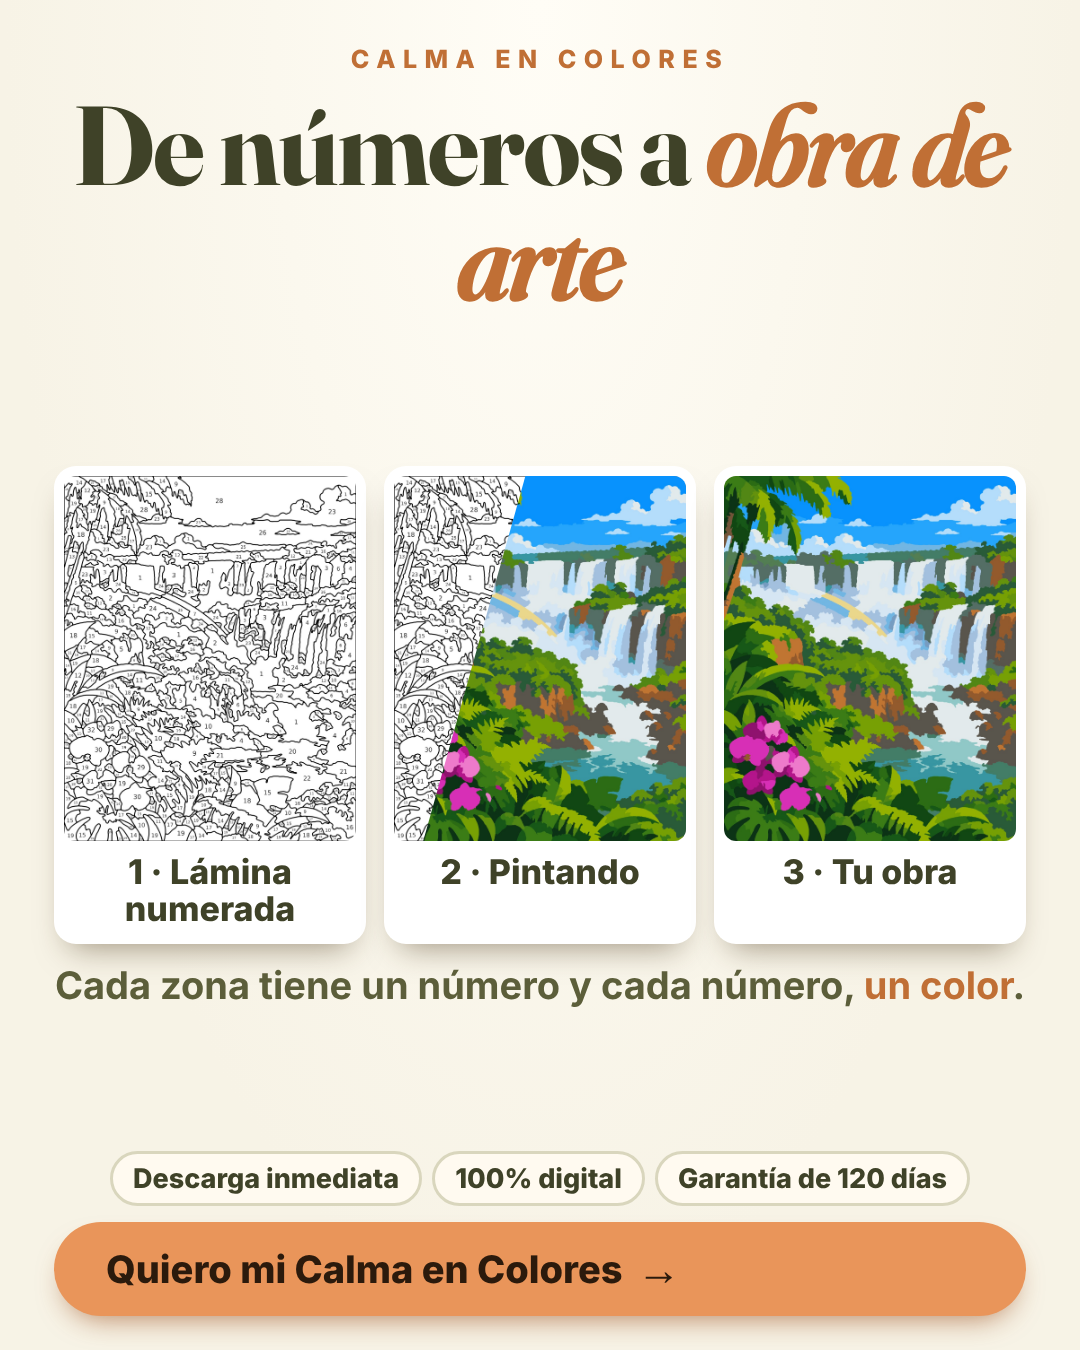 CALMA EN COLORES
De números a obra de
arte
1 · Lámina
numerada
2 · Pintando
3 · Tu obra
Cada zona tiene un número y cada número, un color.
Descarga inmediata
100% digital
Garantía de 120 días
Quiero mi Calma en Colores →